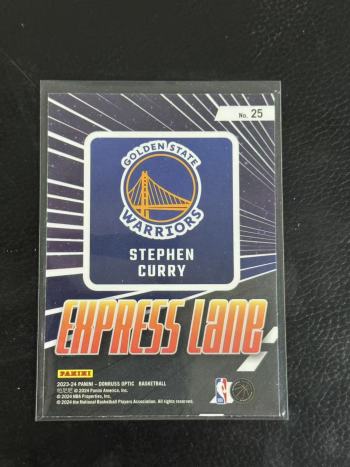 No. 25
GOLDEN STATE
WARRIORS
STEPHEN
CURRY
EXPRESS LANE
PANINI
2023-24 PANINI – DONRUSS OPTIC BASKETBALL
© 2024 Panini America, Inc.
© 2024 NBA Properties, Inc.
© 2024 the National Basketball Players Association. All rights reserved.
NBA